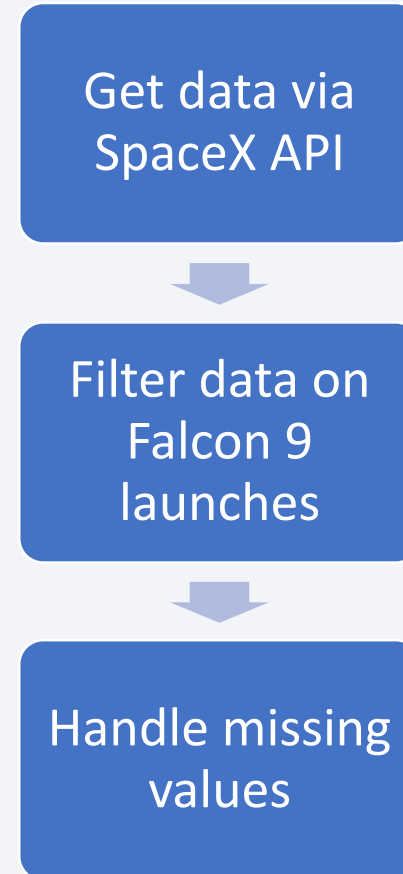 Get data via
SpaceX API
Filter data on
Falcon 9
launches
Handle missing
values